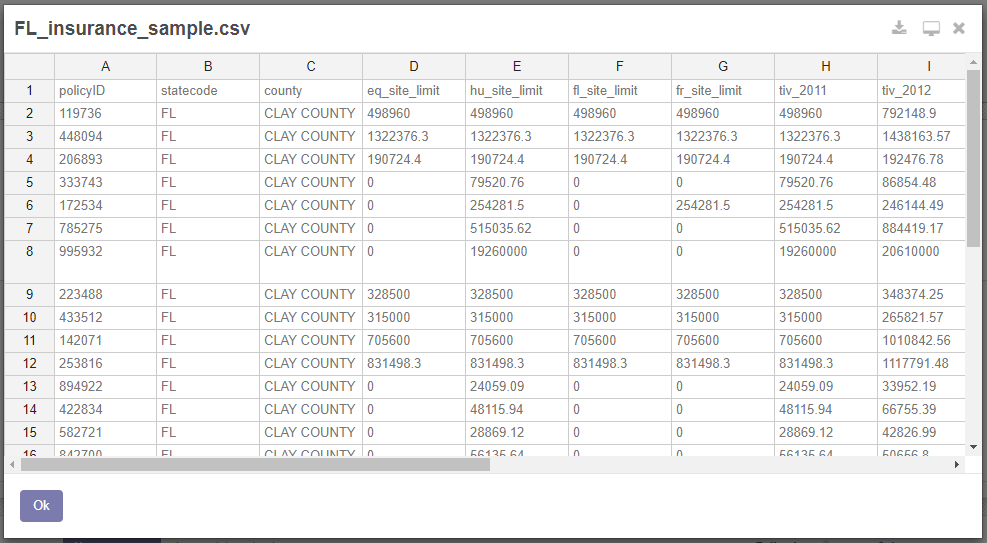 FL_insurance_sample.csv
A B C D E F G H I
1 policyID statecode county eq_site_limit hu_site_limit fl_site_limit fr_site_limit tiv_2011 tiv_2012
2 119736 FL CLAY COUNTY 498960 498960 498960 498960 498960 792148.9
3 448094 FL CLAY COUNTY 1322376.3 1322376.3 1322376.3 1322376.3 1322376.3 1438163.57
4 206893 FL CLAY COUNTY 190724.4 190724.4 190724.4 190724.4 190724.4 192476.78
5 333743 FL CLAY COUNTY 0 79520.76 0 0 79520.76 86854.48
6 172534 FL CLAY COUNTY 0 254281.5 0 254281.5 254281.5 246144.49
7 785275 FL CLAY COUNTY 0 515035.62 0 0 515035.62 884419.17
8 995932 FL CLAY COUNTY 0 19260000 0 0 19260000 20610000
9 223488 FL CLAY COUNTY 328500 328500 328500 328500 328500 348374.25
10 433512 FL CLAY COUNTY 315000 315000 315000 315000 315000 265821.57
11 142071 FL CLAY COUNTY 705600 705600 705600 705600 705600 1010842.56
12 253816 FL CLAY COUNTY 831498.3 831498.3 831498.3 831498.3 831498.3 1117791.48
13 894922 FL CLAY COUNTY 0 24059.09 0 0 24059.09 33952.19
14 422834 FL CLAY COUNTY 0 48115.94 0 0 48115.94 66755.39
15 582721 FL CLAY COUNTY 0 28869.12 0 0 28869.12 42826.99
16 842700 FL CLAY COUNTY 0 56135.64 0 0 56135.64 50656.8
Ok